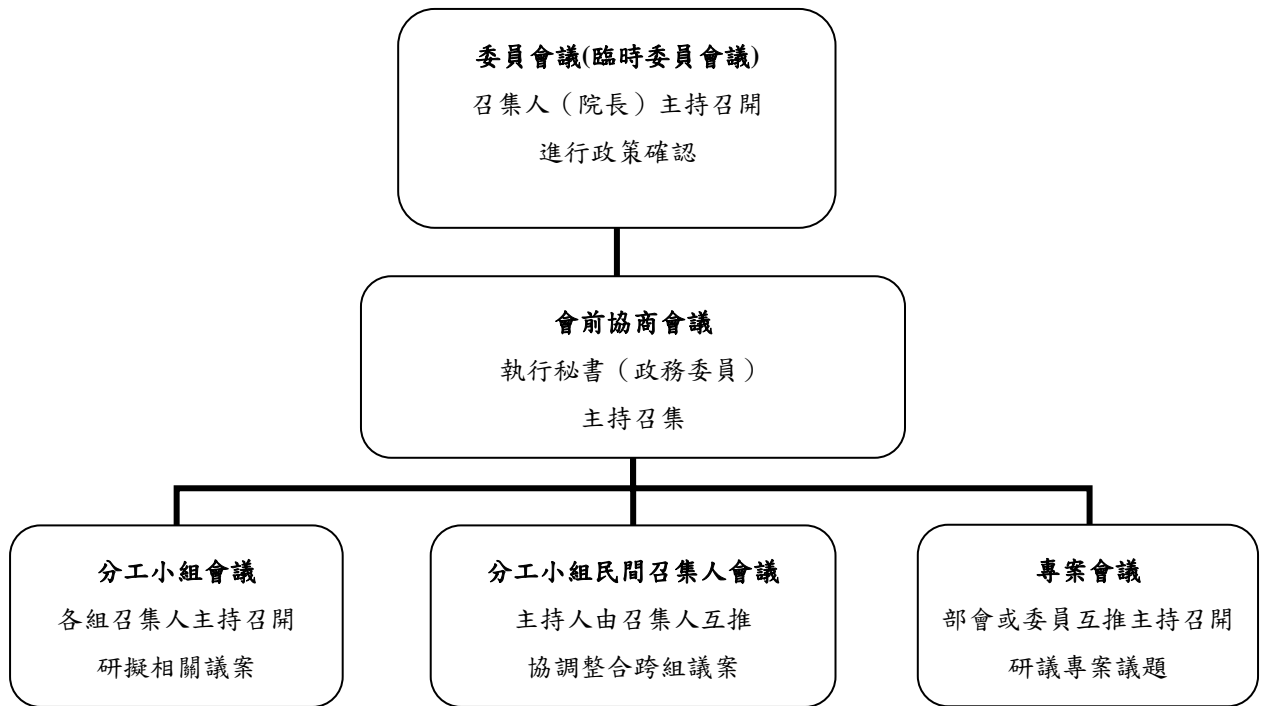 委員會議(臨時委員會議)
召集人（院長）主持召開
進行政策確認
會前協商會議
執行秘書（政務委員）
主持召集
分工小組會議
各組召集人主持召開
研擬相關議案
分工小組民間召集人會議
主持人由召集人互推
協調整合跨組議案
專案會議
部會或委員互推主持召開
研議專案議題